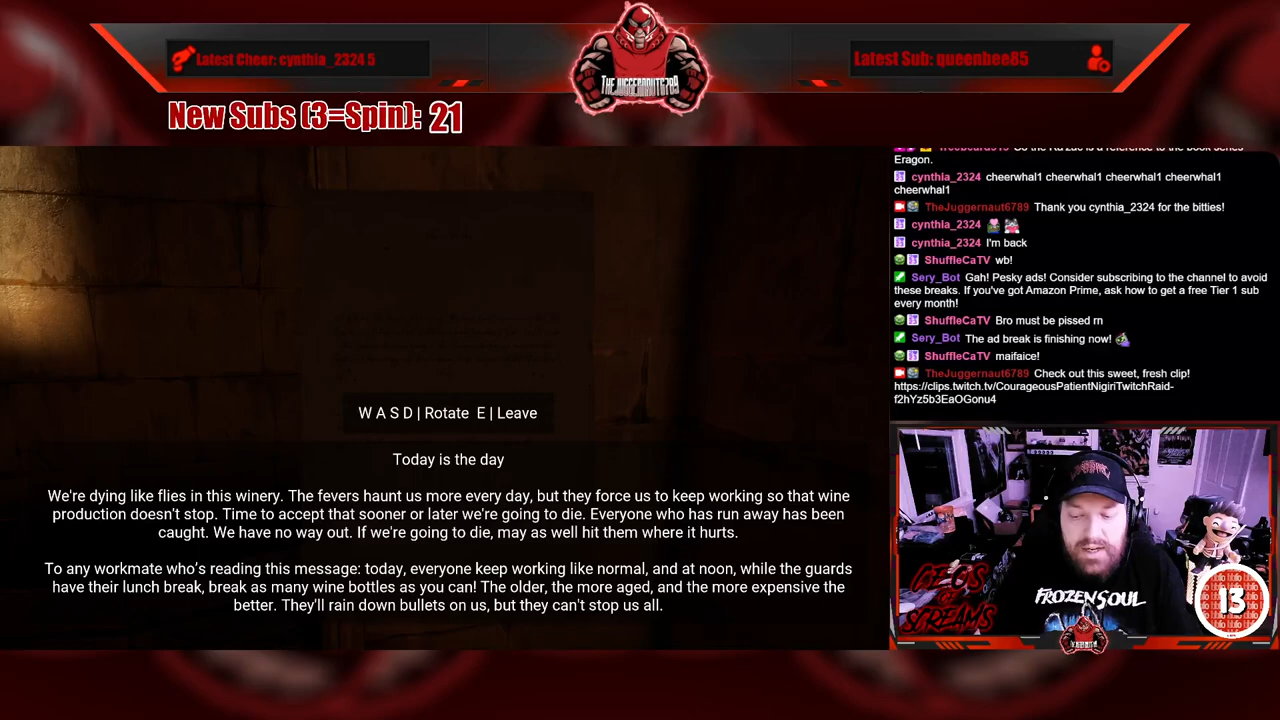 Latest Cheer: cynthia_2324 5
THEJUGGERNAUT6789
Latest Sub: queenbee85
New Subs (3=Spin): 21
Eragon.
cynthia_2324 cheerwhal1 cheerwhal1 cheerwhal1 cheerwhal1
cheerwhal1
TheJuggernaut6789 Thank you cynthia_2324 for the bitties!
cynthia_2324
cynthia_2324 I'm back
ShuffleCaTV wb!
Sery_Bot Gah! Pesky ads! Consider subscribing to the channel to avoid
these breaks. If you've got Amazon Prime, ask how to get a free Tier 1 sub
every month!
ShuffleCaTV Bro must be pissed rn
Sery_Bot The ad break is finishing now!
ShuffleCaTV maifaice!
TheJuggernaut6789 Check out this sweet, fresh clip!
https://clips.twitch.tv/CourageousPatientNigiriTwitchRaid-
f2hYz5b3EaOGonu4
W A S D | Rotate E | Leave
Today is the day
We're dying like flies in this winery. The fevers haunt us more every day, but they force us to keep working so that wine
production doesn't stop. Time to accept that sooner or later we're going to die. Everyone who has run away has been
caught. We have no way out. If we're going to die, may as well hit them where it hurts.
To any workmate who's reading this message: today, everyone keep working like normal, and at noon, while the guards
have their lunch break, break as many wine bottles as you can! The older, the more aged, and the more expensive the
better. They'll rain down bullets on us, but they can't stop us all.
FROZEN SOUL
SCREAMS
13